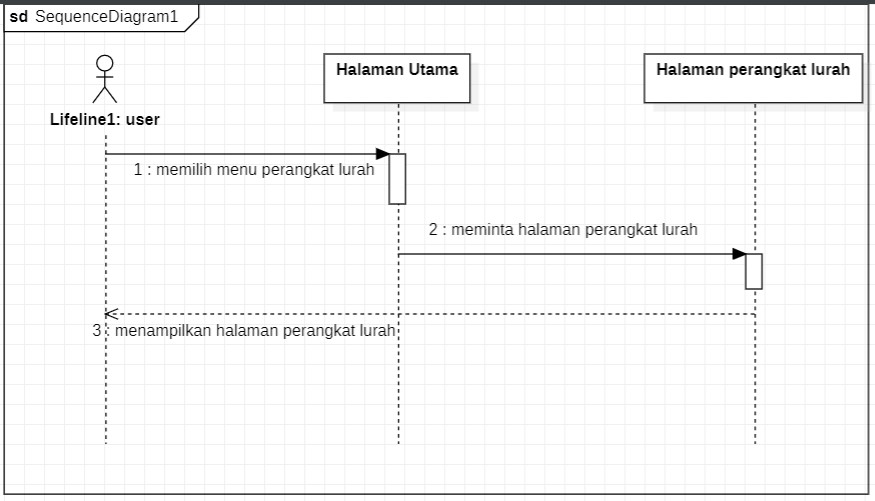 sd SequenceDiagram1
Halaman Utama
Halaman perangkat lurah
Lifeline1: user
1 : memilih menu perangkat lurah
2 : meminta halaman perangkat lurah
3 : menampilkan halaman perangkat lurah